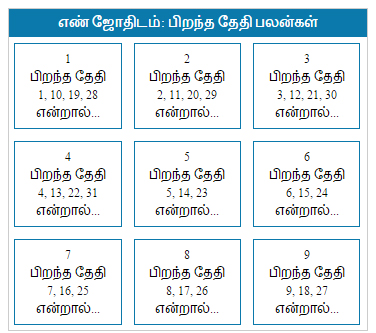 எண் ஜோதிடம்: பிறந்த தேதி பலன்கள்
1
பிறந்த தேதி
1, 10, 19, 28
என்றால்...
2
பிறந்த தேதி
2, 11, 20, 29
என்றால்...
3
பிறந்த தேதி
3, 12, 21, 30
என்றால்...
4
பிறந்த தேதி
4, 13, 22, 31
என்றால்...
5
பிறந்த தேதி
5, 14, 23
என்றால்...
6
பிறந்த தேதி
6, 15, 24
என்றால்...
7
பிறந்த தேதி
7, 16, 25
என்றால்...
8
பிறந்த தேதி
8, 17, 26
என்றால்...
9
பிறந்த தேதி
9, 18, 27
என்றால்...